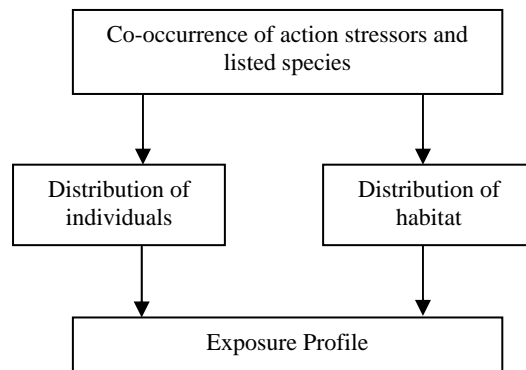 Co-occurrence of action stressors and
listed species
Distribution of
individuals
Distribution of
habitat
Exposure Profile